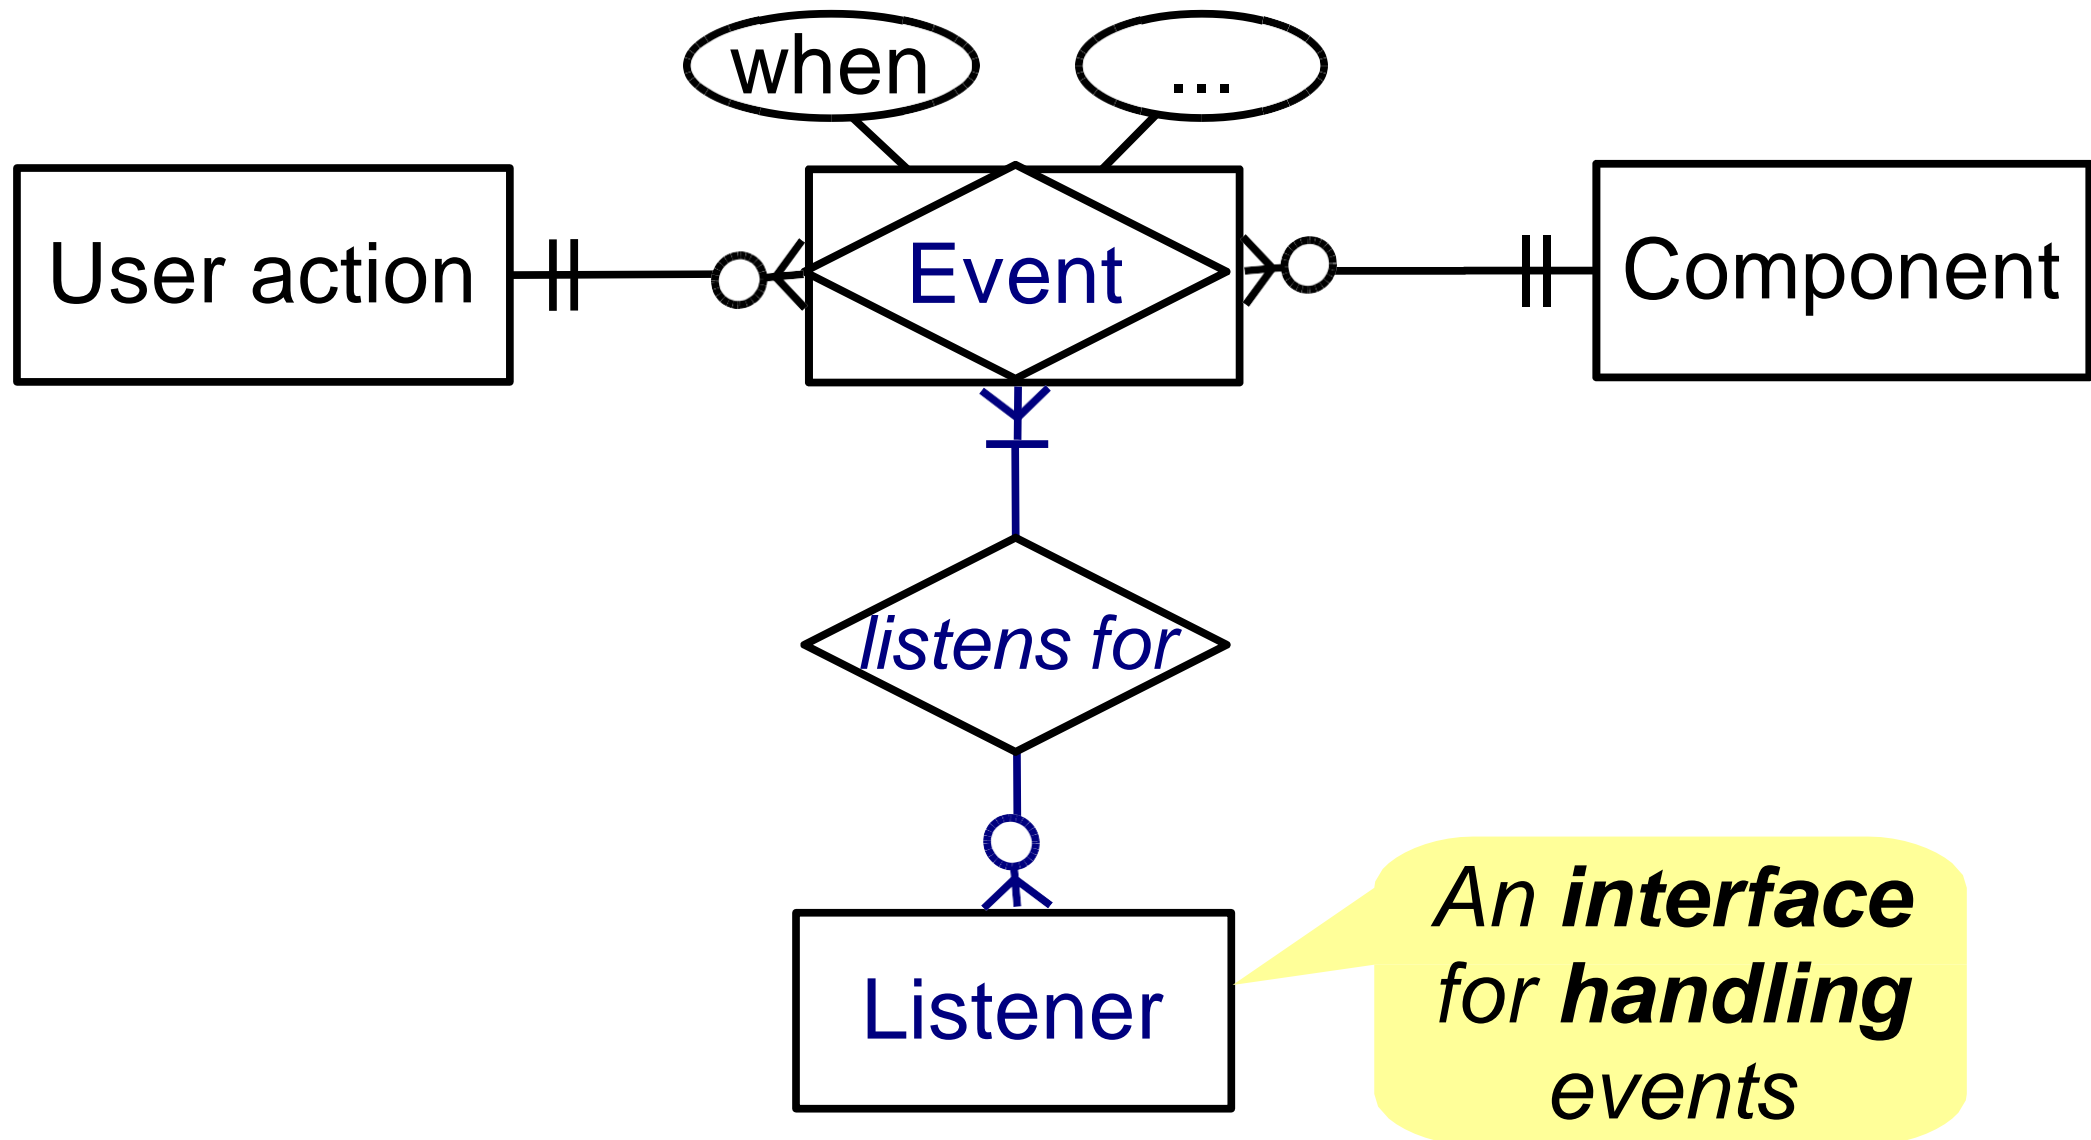 when
...
User action
Event
Component
listens for
Listener
An interface
for handling
events